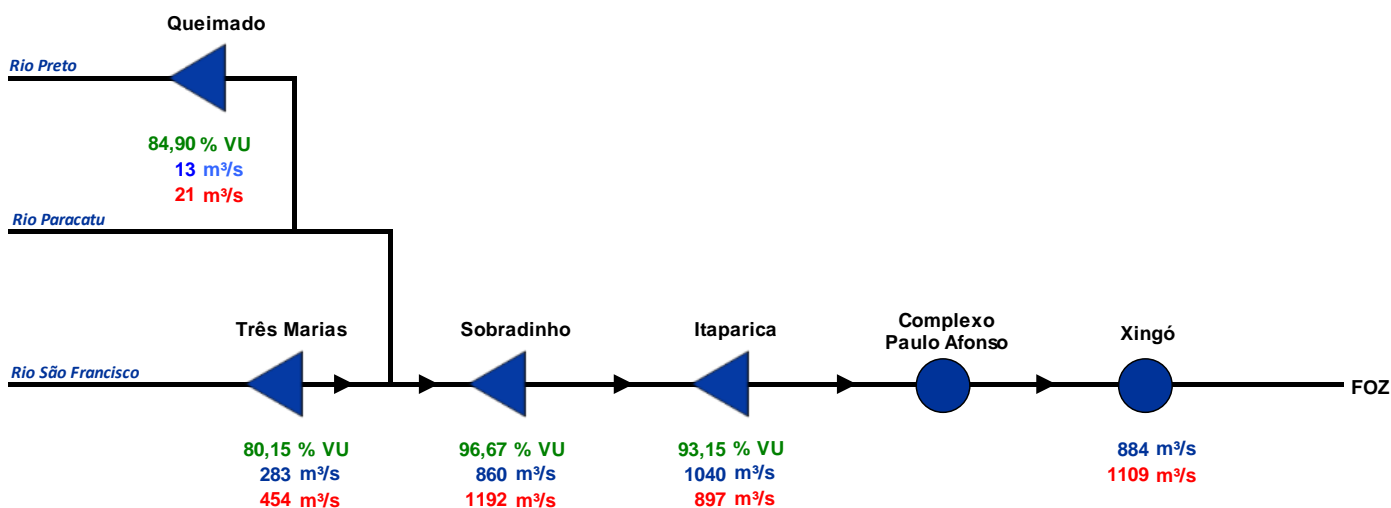 Queimado
Rio Preto
84,90 % VU
13 m³/s
21 m³/s
Rio Paracatu
Três Marias
Sobradinho
Itaparica
Complexo
Paulo Afonso
Xingó
Rio São Francisco
FOZ
80,15 % VU
283 m³/s
454 m³/s
96,67 % VU
860 m³/s
1192 m³/s
93,15 % VU
1040 m³/s
897 m³/s
884 m³/s
1109 m³/s